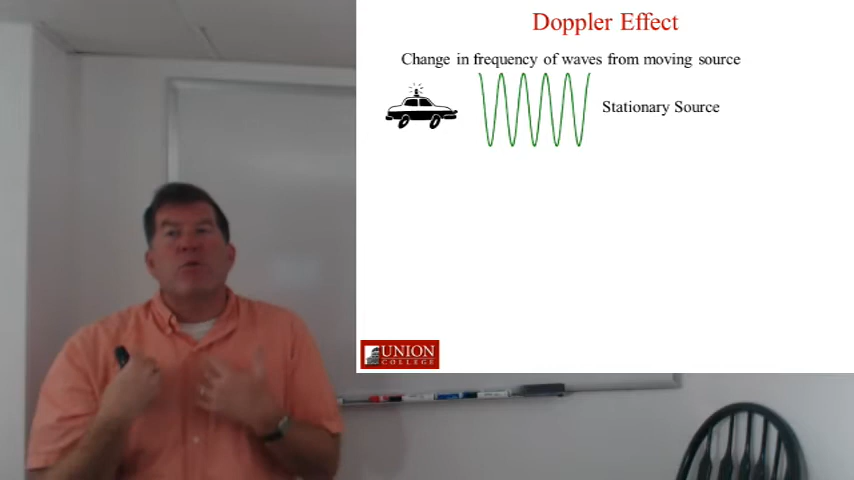 Doppler Effect
Change in frequency of waves from moving source
Stationary Source
UNION
COLLEGE